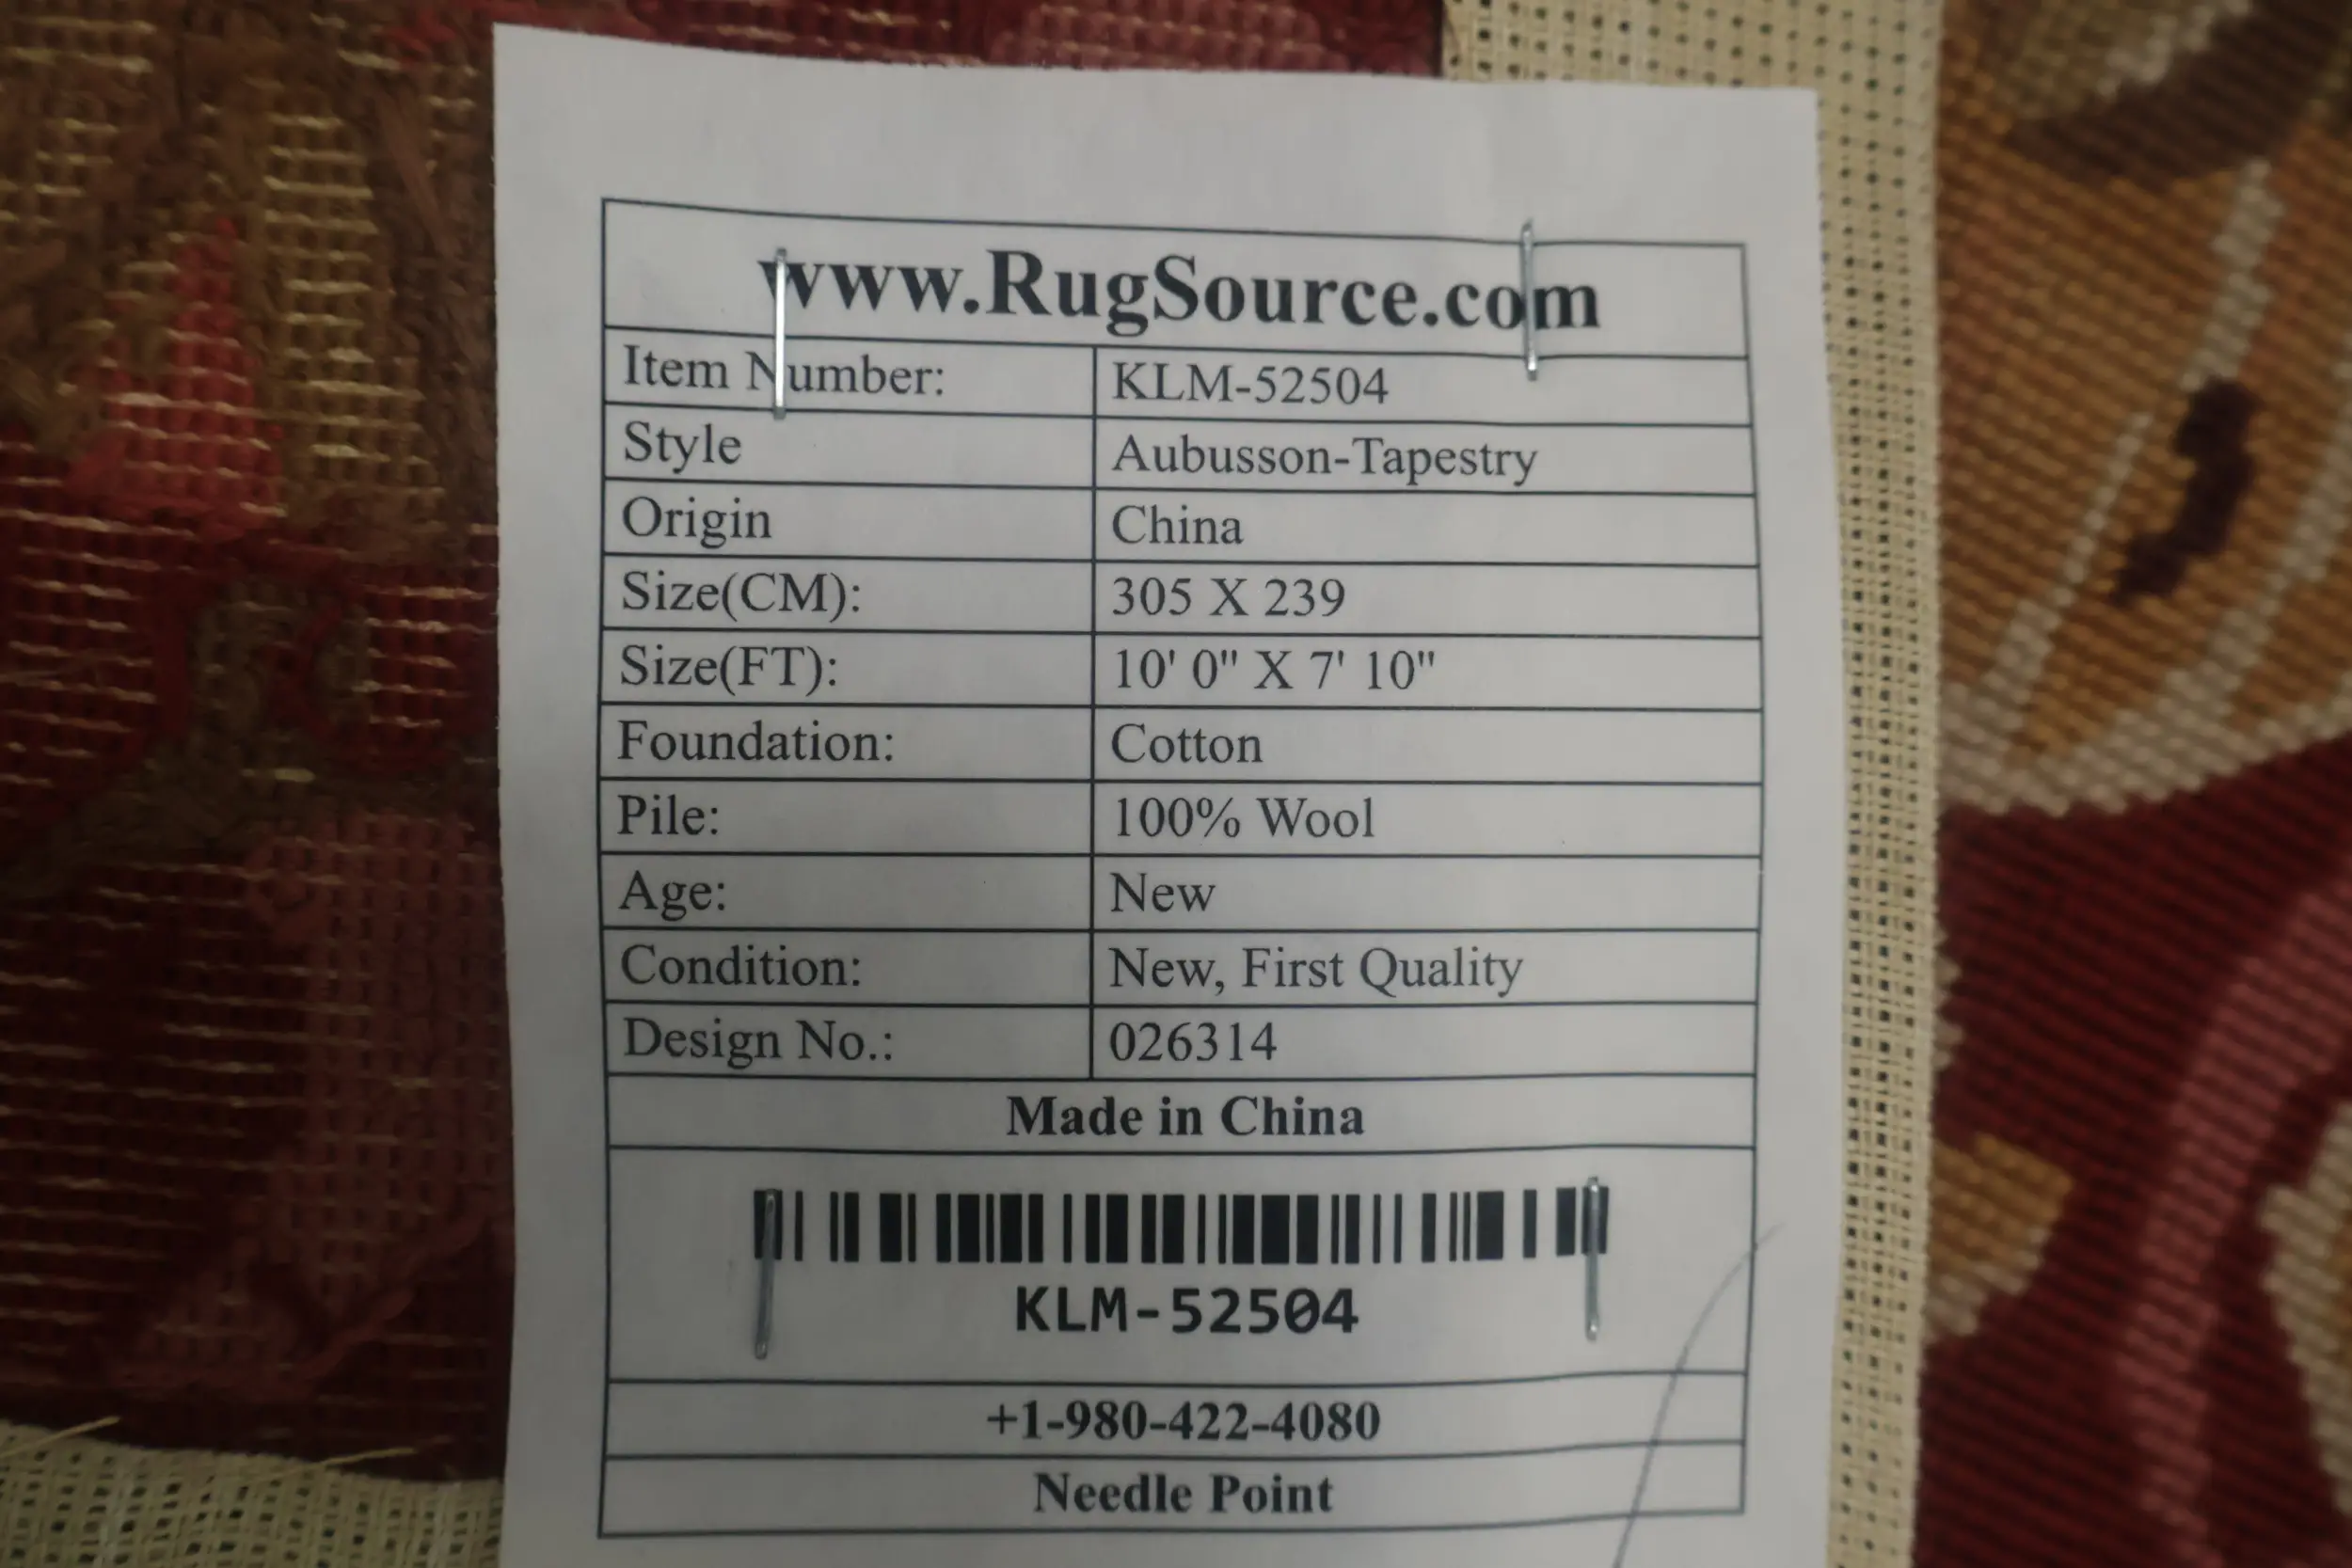 www.RugSource.com
Item Number: KLM-52504
Style Aubusson-Tapestry
Origin China
Size(CM): 305 X 239
Size(FT): 10' 0" X 7' 10"
Foundation: Cotton
Pile: 100% Wool
Age: New
Condition: New, First Quality
Design No.: 026314
Made in China
KLM-52504
+1-980-422-4080
Needle Point